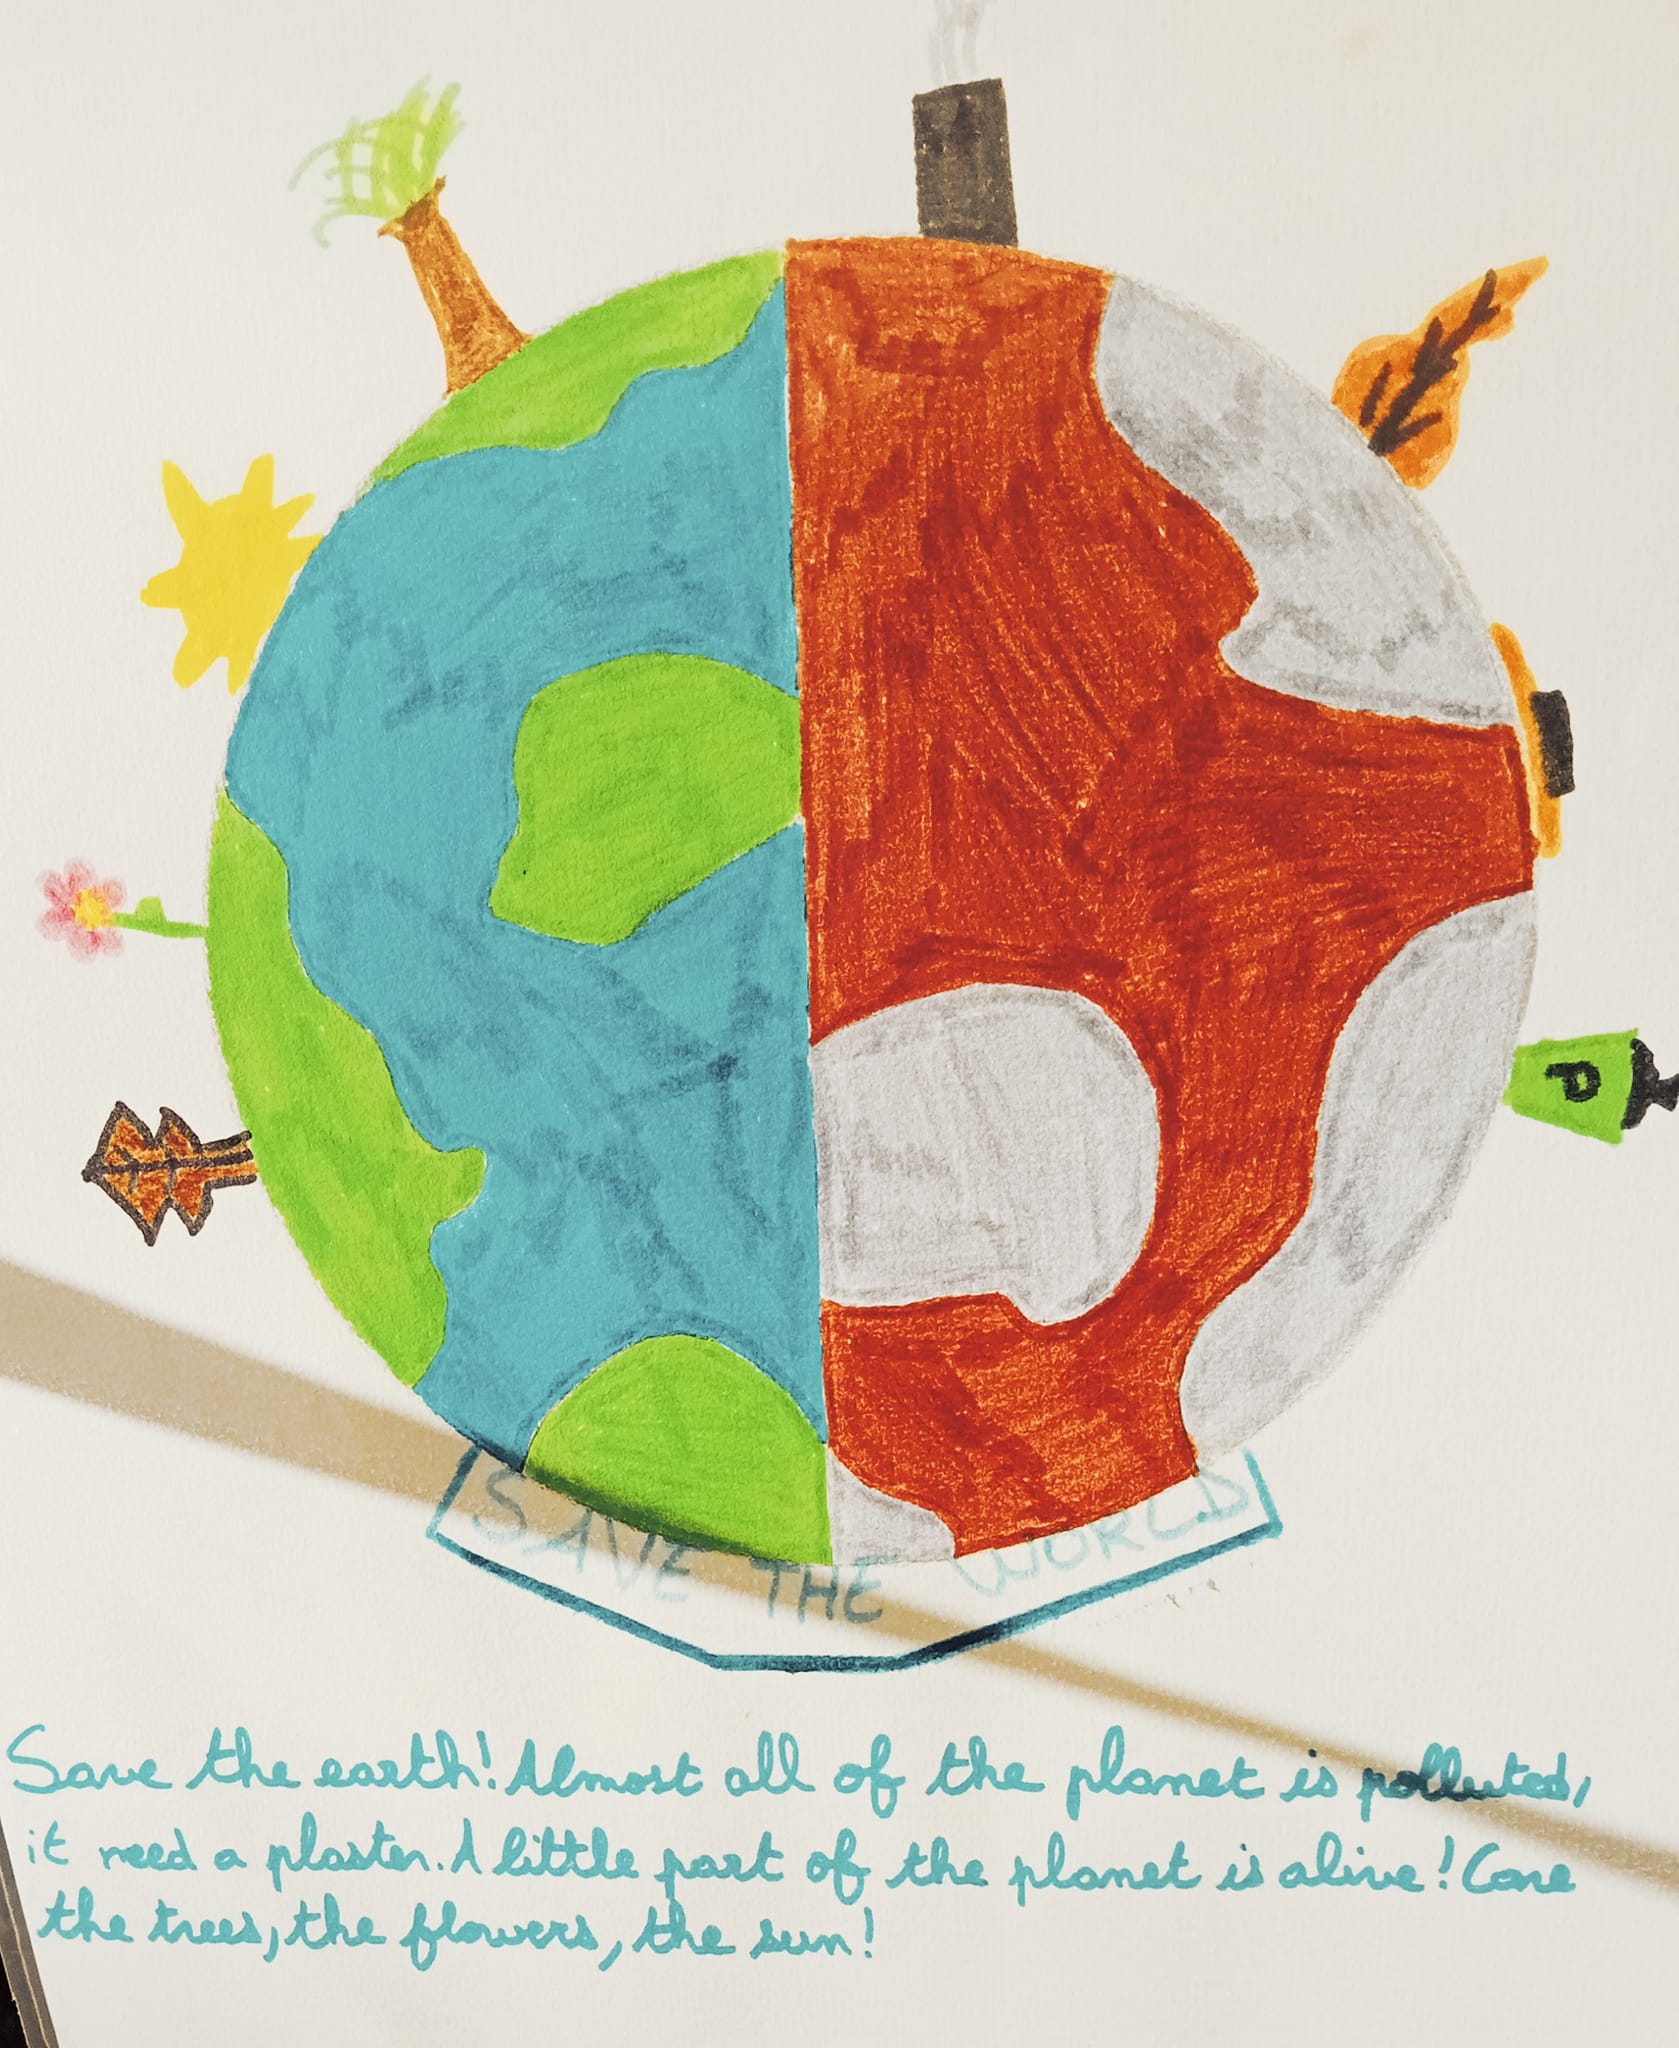 P
SAVE THE WORLD
Save the earth! Almost all of the planet is polluted,
it need a plaster. A little part of the planet is alive! Care
the trees, the flowers, the sun!